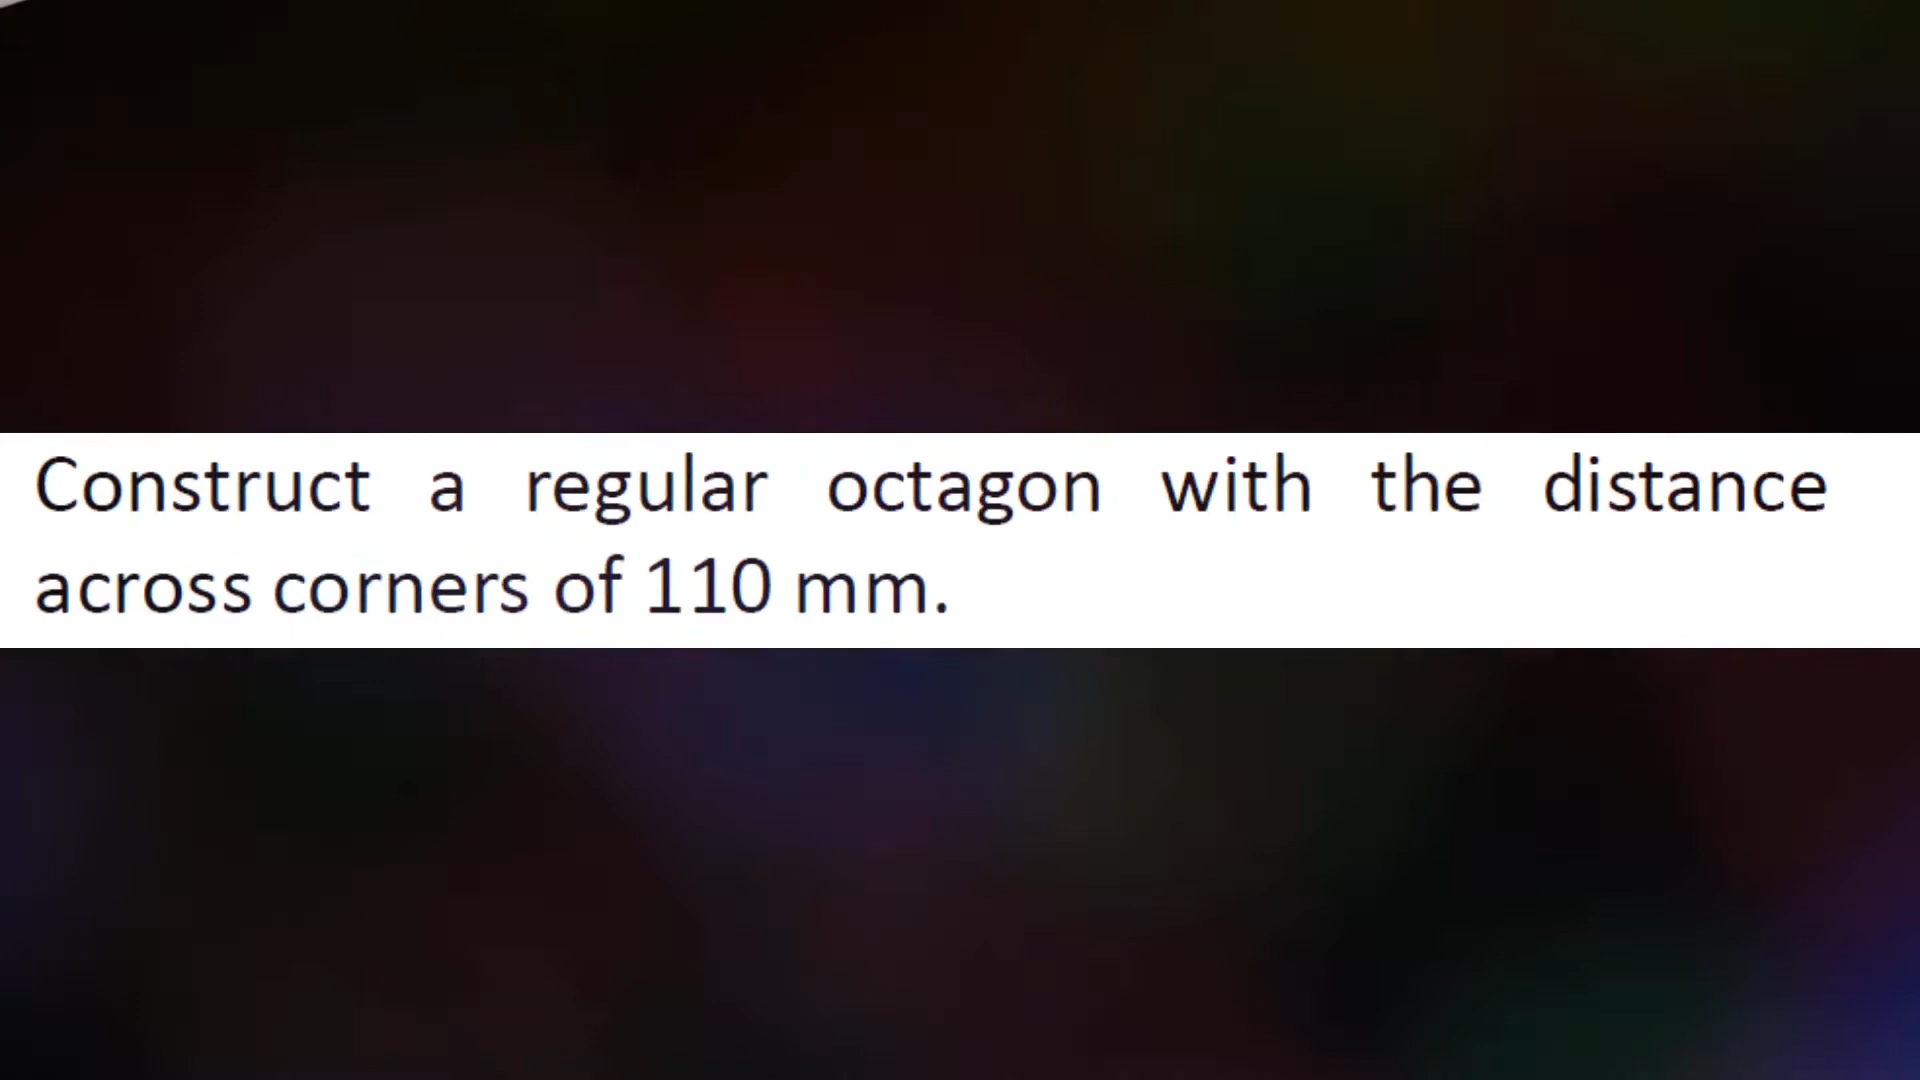 Construct a regular octagon with the distance
across corners of 110 mm.